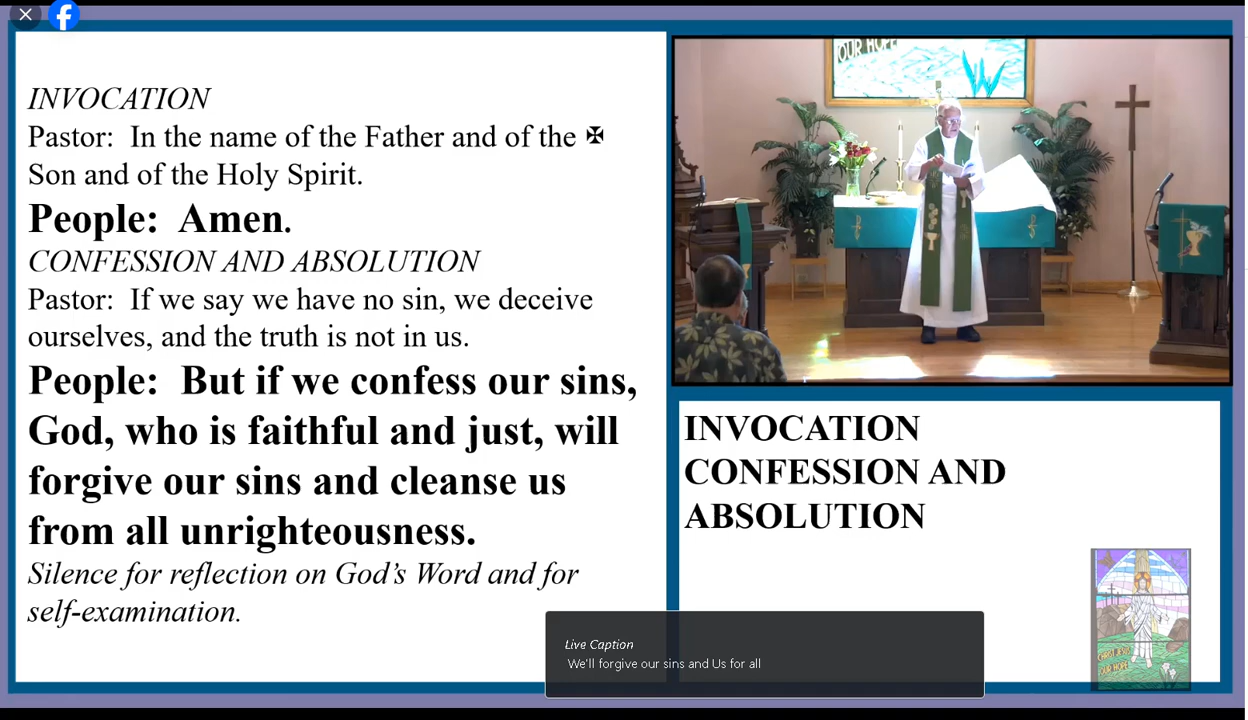 INVOCATION
Pastor:  In the name of the Father and of the ✠
Son and of the Holy Spirit.
People:  Amen.
CONFESSION AND ABSOLUTION
Pastor:  If we say we have no sin, we deceive
ourselves, and the truth is not in us.
People:  But if we confess our sins,
God, who is faithful and just, will
forgive our sins and cleanse us
from all unrighteousness.
Silence for reflection on God’s Word and for
self-examination.
OUR HOPE
INVOCATION
CONFESSION AND
ABSOLUTION
CHRIST JESUS
OUR HOPE
Live Caption
We'll forgive our sins and Us for all